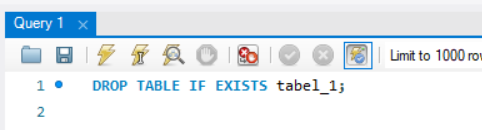 Query 1
Limit to 1000 row
1 DROP TABLE IF EXISTS tabel_1;
2